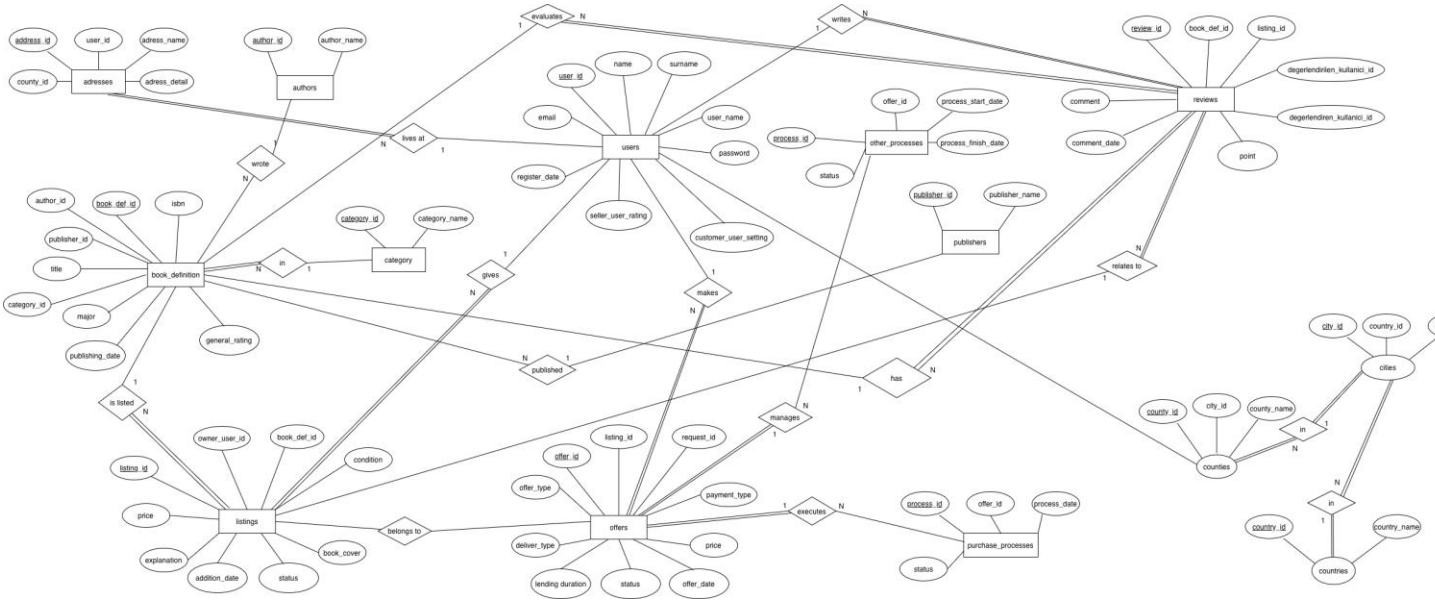 evaluates
1
N
writes
1
N
address_id
user_id
adress_name
county_id
adresses
adress_detail
author_id
author_name
authors
user_id
name
surname
email
users
user_name
password
register_date
seller_user_rating
customer_user_setting
offer_id
process_start_date
process_id
other_processes
process_finish_date
status
review_id
book_def_id
listing_id
degerlendirilen_kullanici_id
comment
reviews
degerlendiren_kullanici_id
comment_date
point
N
lives at
1
1
wrote
N
author_id
book_def_id
isbn
publisher_id
title
book_definition
category_id
major
publishing_date
general_rating
N
in
1
category_id
category_name
category
1
gives
N
1
makes
N
publisher_id
publisher_name
publishers
N
relates to
1
N
published
1
1
has
N
1
is listed
N
N
manages
1
city_id
country_id
cities
county_id
city_id
county_name
counties
1
in
N
N
in
1
country_id
country_name
countries
owner_user_id
book_def_id
listing_id
condition
price
listings
explanation
addition_date
status
book_cover
belongs to
offer_id
listing_id
request_id
offer_type
payment_type
offers
deliver_type
price
lending duration
status
offer_date
1
executes
N
process_id
offer_id
process_date
purchase_processes
status